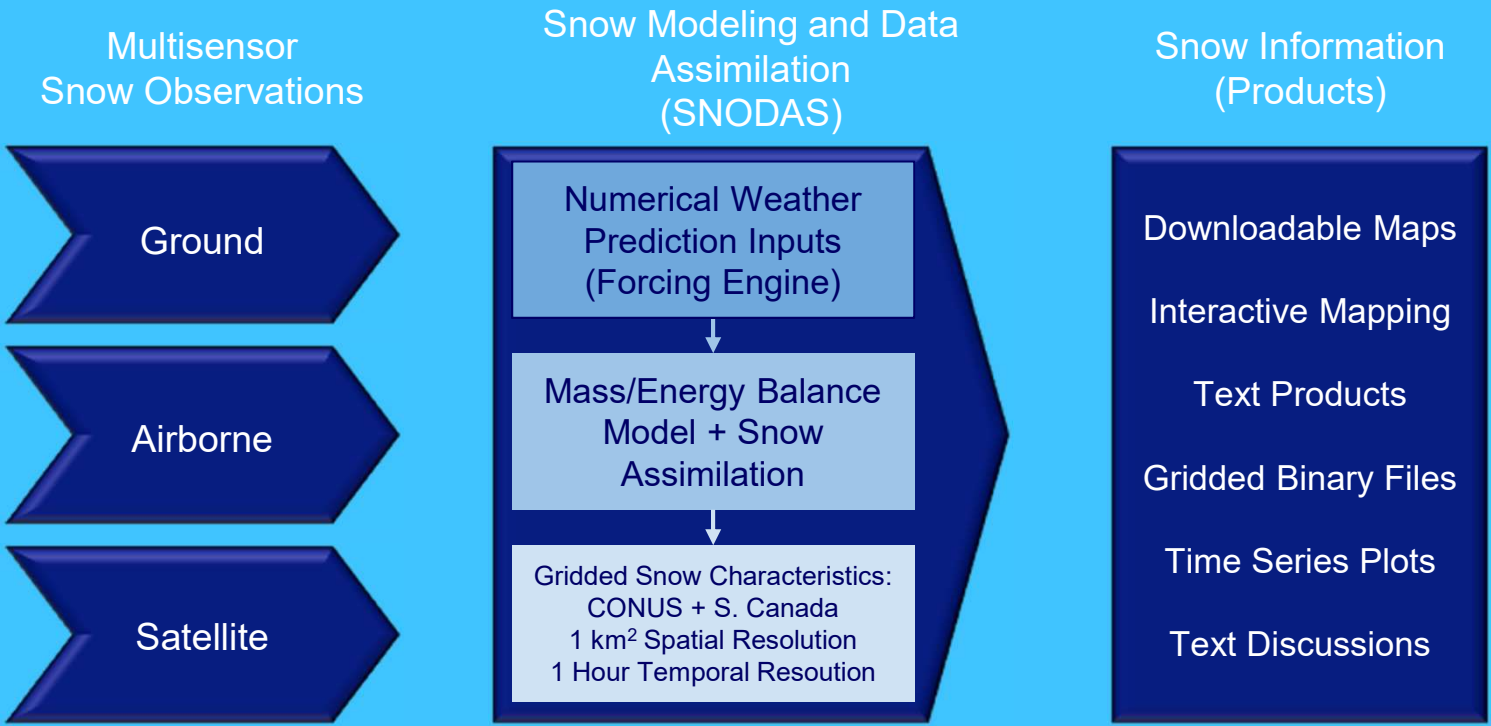 Multisensor
Snow Observations
Ground
Airborne
Satellite
Snow Modeling and Data
Assimilation
(SNODAS)
Numerical Weather
Prediction Inputs
(Forcing Engine)
Mass/Energy Balance
Model + Snow
Assimilation
Gridded Snow Characteristics:
CONUS + S. Canada
1 km² Spatial Resolution
1 Hour Temporal Resoution
Snow Information
(Products)
Downloadable Maps
Interactive Mapping
Text Products
Gridded Binary Files
Time Series Plots
Text Discussions